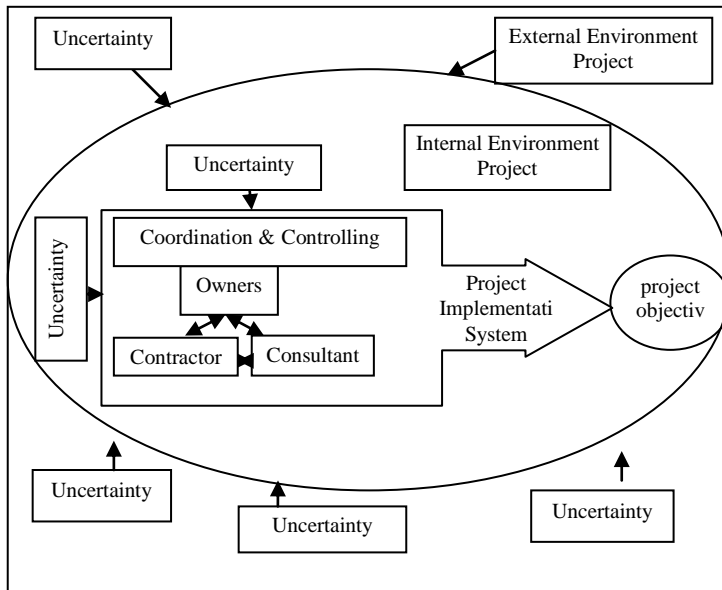 Uncertainty
External Environment
Project
Internal Environment
Project
Uncertainty
Uncertainty
Coordination & Controlling
Owners
Contractor
Consultant
Project
Implementati
System
project
objectiv
Uncertainty
Uncertainty
Uncertainty